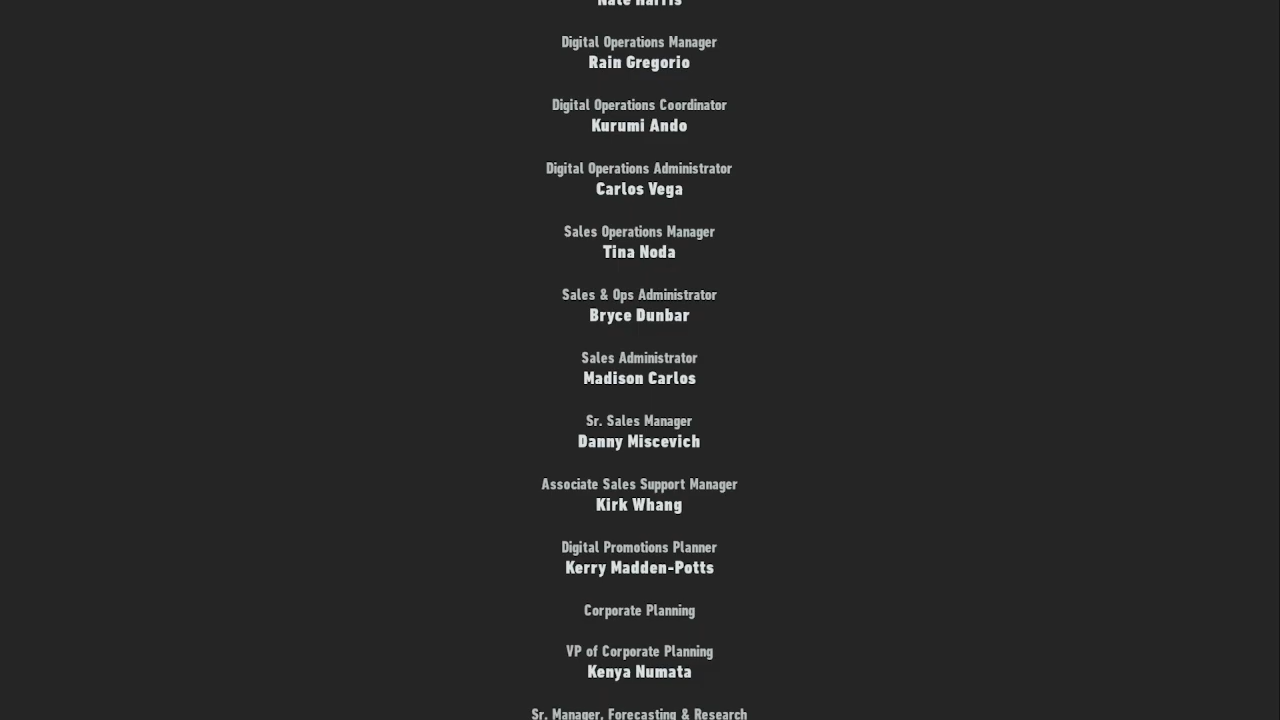 Nate Harris
Digital Operations Manager
Rain Gregorio
Digital Operations Coordinator
Kurumi Ando
Digital Operations Administrator
Carlos Vega
Sales Operations Manager
Tina Noda
Sales & Ops Administrator
Bryce Dunbar
Sales Administrator
Madison Carlos
Sr. Sales Manager
Danny Miscevich
Associate Sales Support Manager
Kirk Whang
Digital Promotions Planner
Kerry Madden-Potts
Corporate Planning
VP of Corporate Planning
Kenya Numata
Sr. Manager, Forecasting & Research